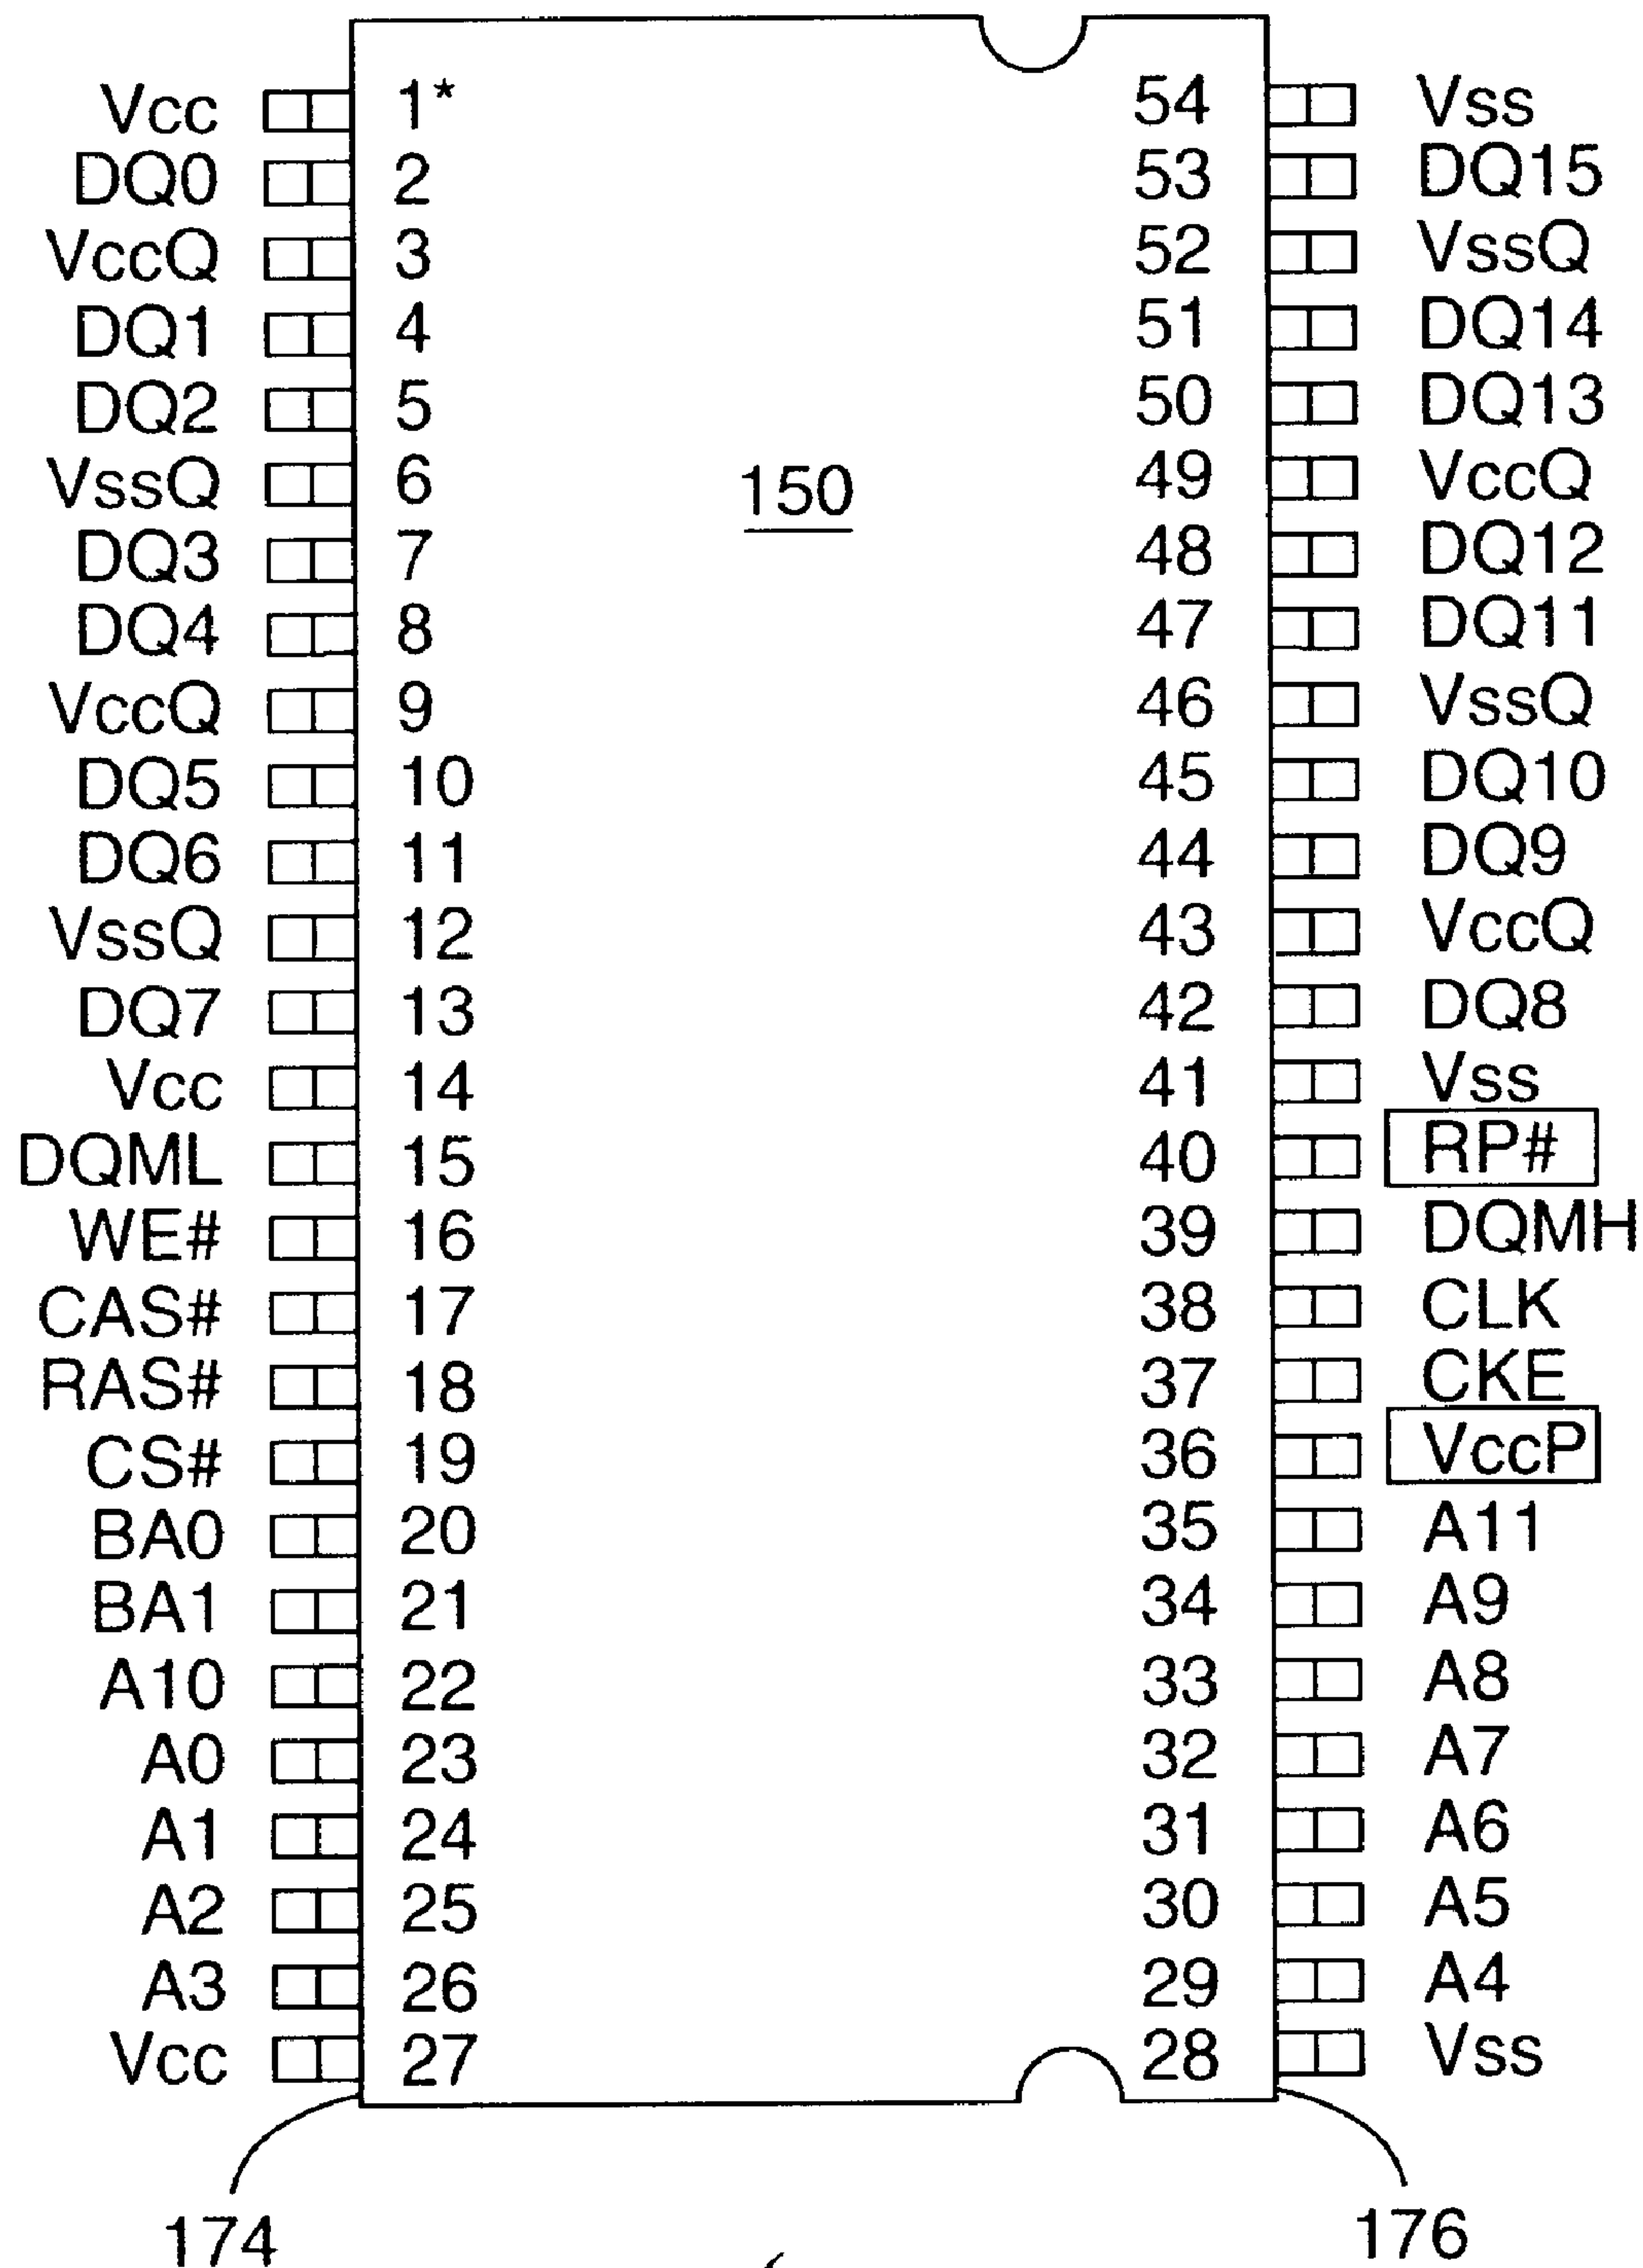 Vcc 1* 54 Vss
DQ0 2 53 DQ15
VccQ 3 52 VssQ
DQ1 4 51 DQ14
DQ2 5 50 DQ13
VssQ 6 49 VccQ
150
DQ3 7 48 DQ12
DQ4 8 47 DQ11
VccQ 9 46 VssQ
DQ5 10 45 DQ10
DQ6 11 44 DQ9
VssQ 12 43 VccQ
DQ7 13 42 DQ8
Vcc 14 41 Vss
DQML 15 40 RP#
WE# 16 39 DQMH
CAS# 17 38 CLK
RAS# 18 37 CKE
CS# 19 36 VccP
BA0 20 35 A11
BA1 21 34 A9
A10 22 33 A8
A0 23 32 A7
A1 24 31 A6
A2 25 30 A5
A3 26 29 A4
Vcc 27 28 Vss
174 176